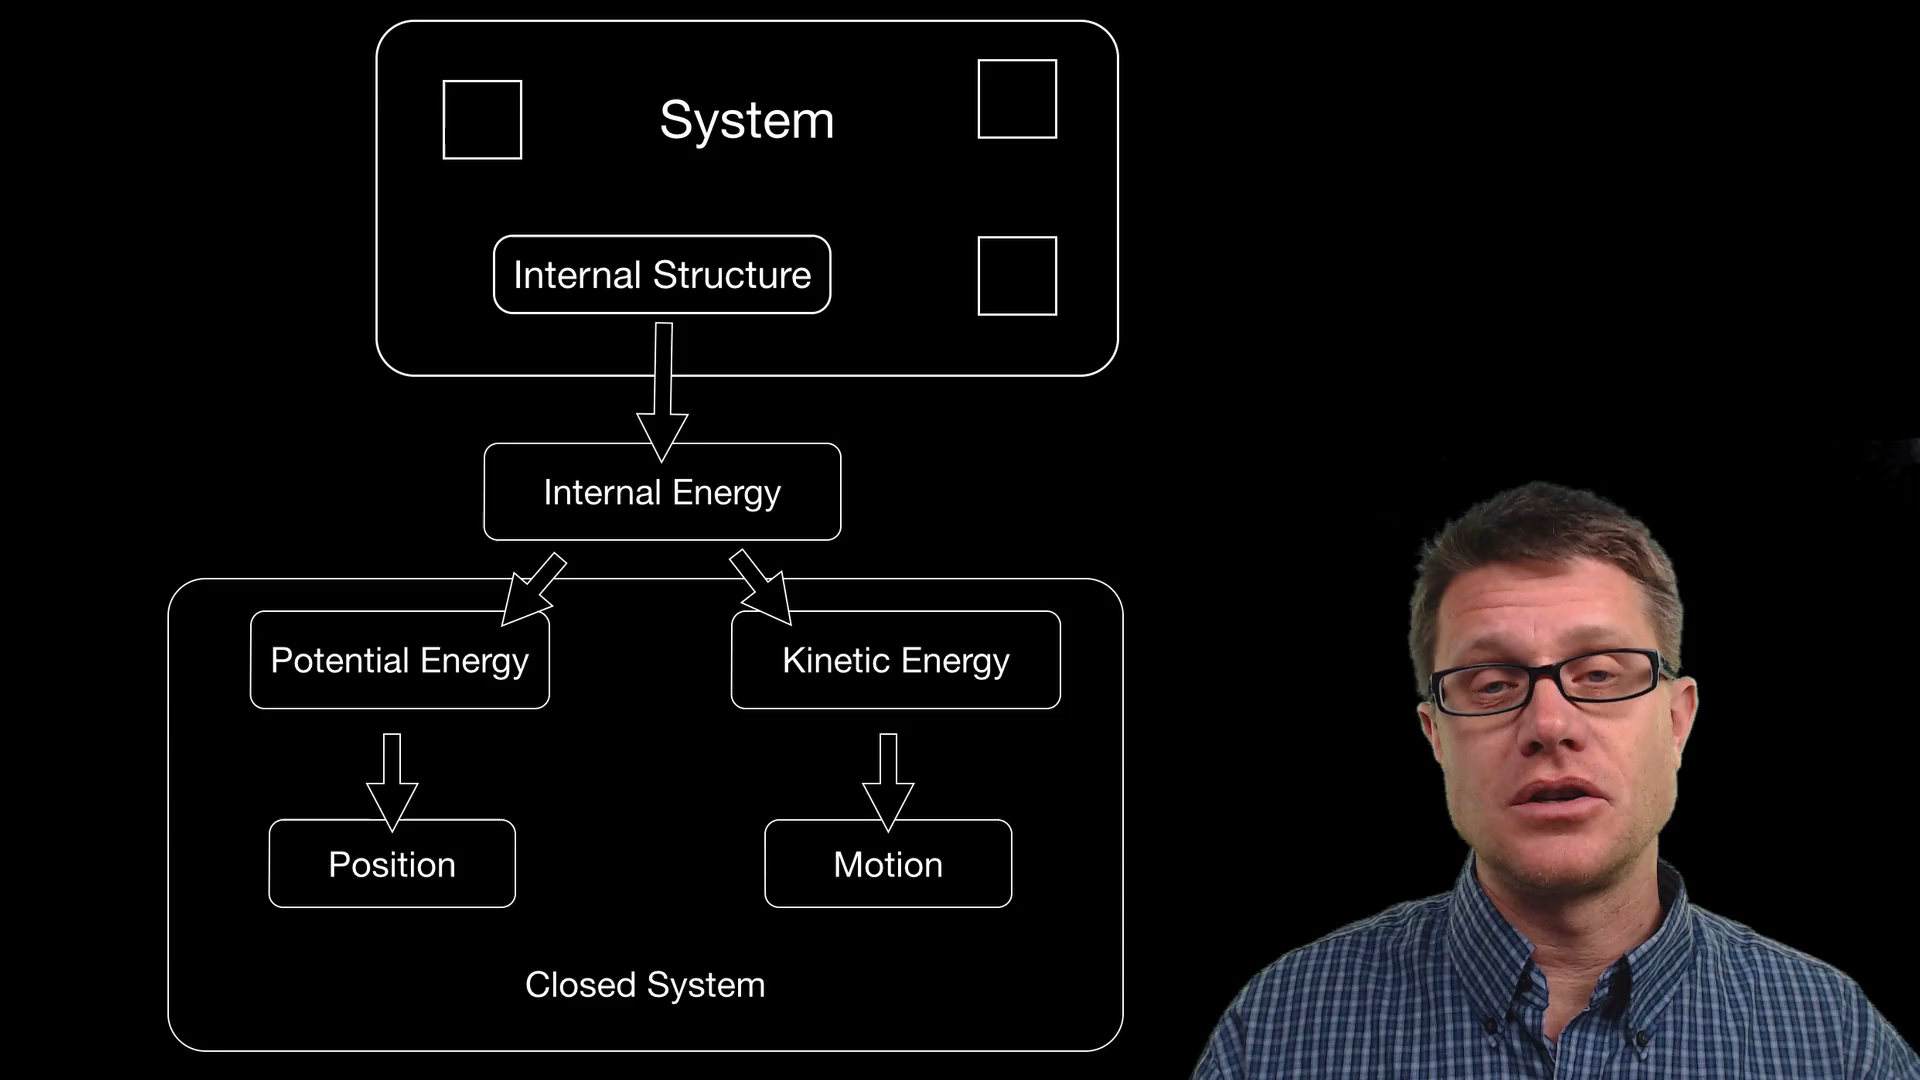 System
Internal Structure
Internal Energy
Potential Energy
Kinetic Energy
Position
Motion
Closed System